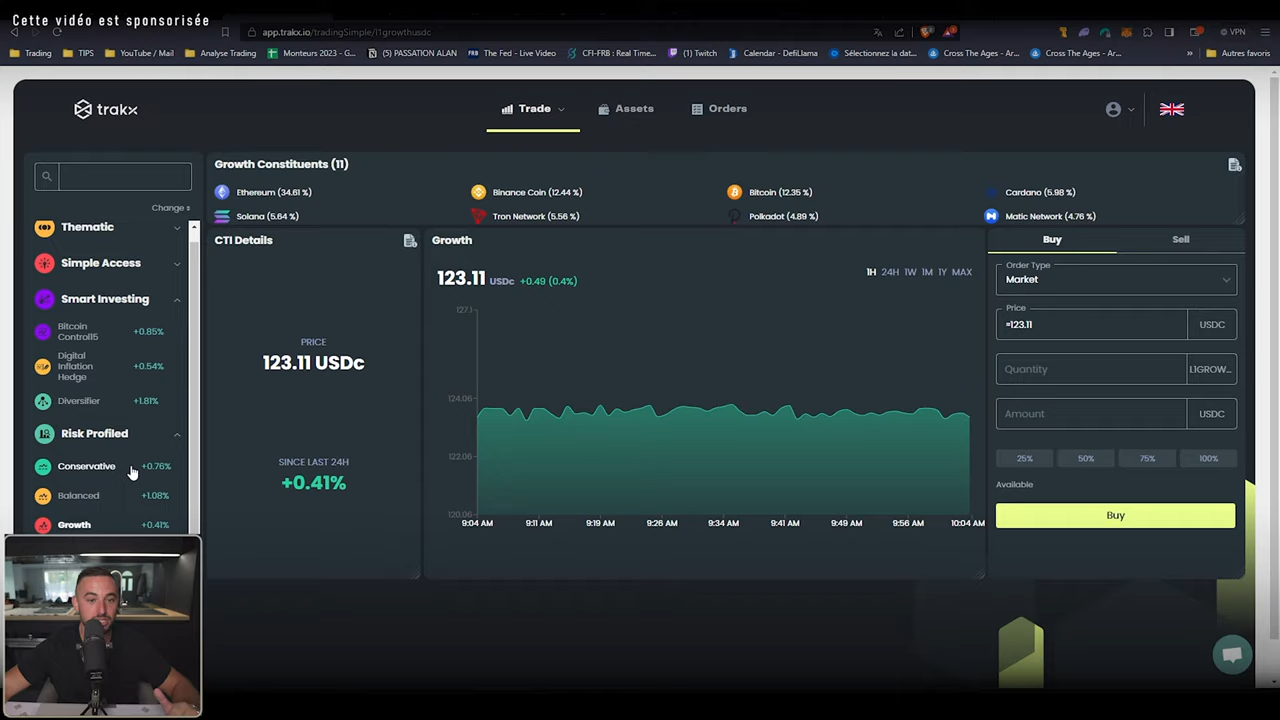 Cette vidéo est sponsorisée
app.trakx.io/tradingSimple/l1growthusdc
VPN
Trading
TIPS
YouTube / Mail
Analyse Trading
Monteurs 2023 - G...
(5) PASSATION ALAN
The Fed - Live Video
CFI-FRB : Real Time...
(1) Twitch
Calendar - DefiLlama
Sélectionnez la dat...
Cross The Ages - Ar...
Cross The Ages - Ar...
»
Autres favoris
trakx
Trade
Assets
Orders
Change
Thematic
Simple Access
Smart Investing
Bitcoin Control15
+0.85%
Digital Inflation Hedge
+0.54%
Diversifier
+1.81%
Risk Profiled
Conservative
+0.76%
Balanced
+1.08%
Growth
+0.41%
Growth Constituents (11)
Ethereum (34.61 %)
Binance Coin (12.44 %)
Bitcoin (12.35 %)
Cardano (5.98 %)
Solana (5.64 %)
Tron Network (5.56 %)
Polkadot (4.89 %)
Matic Network (4.76 %)
CTI Details
PRICE
123.11 USDc
SINCE LAST 24H
+0.41%
Growth
123.11 USDc +0.49 (0.4%)
1H 24H 1W 1M 1Y MAX
127.1
124.06
122.06
120.06
9:04 AM
9:11 AM
9:19 AM
9:26 AM
9:34 AM
9:41 AM
9:49 AM
9:56 AM
10:04 AM
Buy
Sell
Order Type
Market
Price
≈123.11
USDC
Quantity
L1GROW...
Amount
USDC
25%
50%
75%
100%
Available
Buy